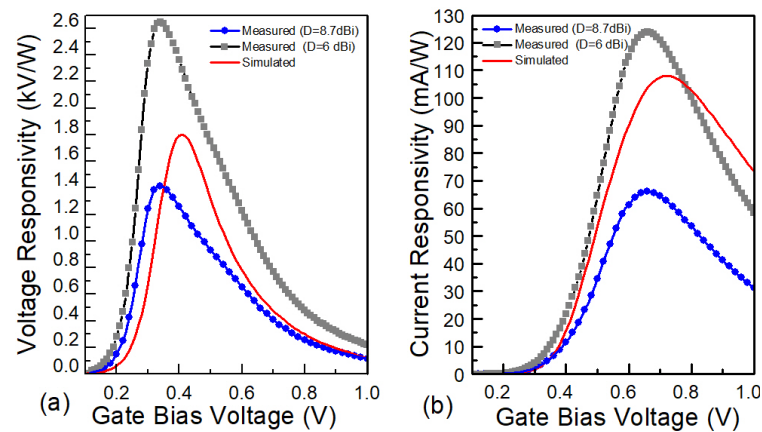 2.6
2.4
2.2
2.0
1.8
1.6
1.4
1.2
1.0
0.8
0.6
0.4
0.2
0.0
Voltage Responsivity (kV/W)
Measured (D=8.7dBi)
Measured (D=6 dBi)
Simulated
0.2 0.4 0.6 0.8 1.0
(a) Gate Bias Voltage (V)
130
120
110
100
90
80
70
60
50
40
30
20
10
0
Current Responsivity (mA/W)
Measured (D=8.7dBi)
Measured (D=6 dBi)
Simulated
0.2 0.4 0.6 0.8 1.0
(b) Gate Bias Voltage (V)